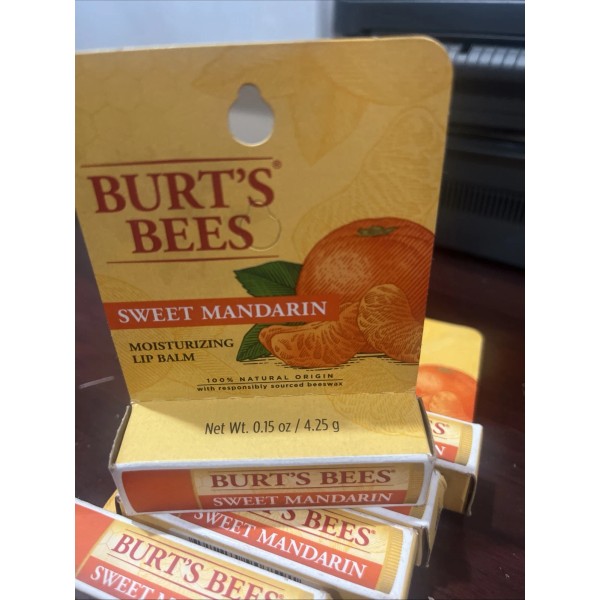 BURT'S
BEES®
SWEET MANDARIN
MOISTURIZING
LIP BALM
100% NATURAL ORIGIN
with responsibly sourced beeswax
Net Wt. 0.15 oz / 4.25 g
BURT'S BEES®
SWEET MANDARIN
S BEES
SWEET MANDARIN
BURT'S BEES
SWEET M